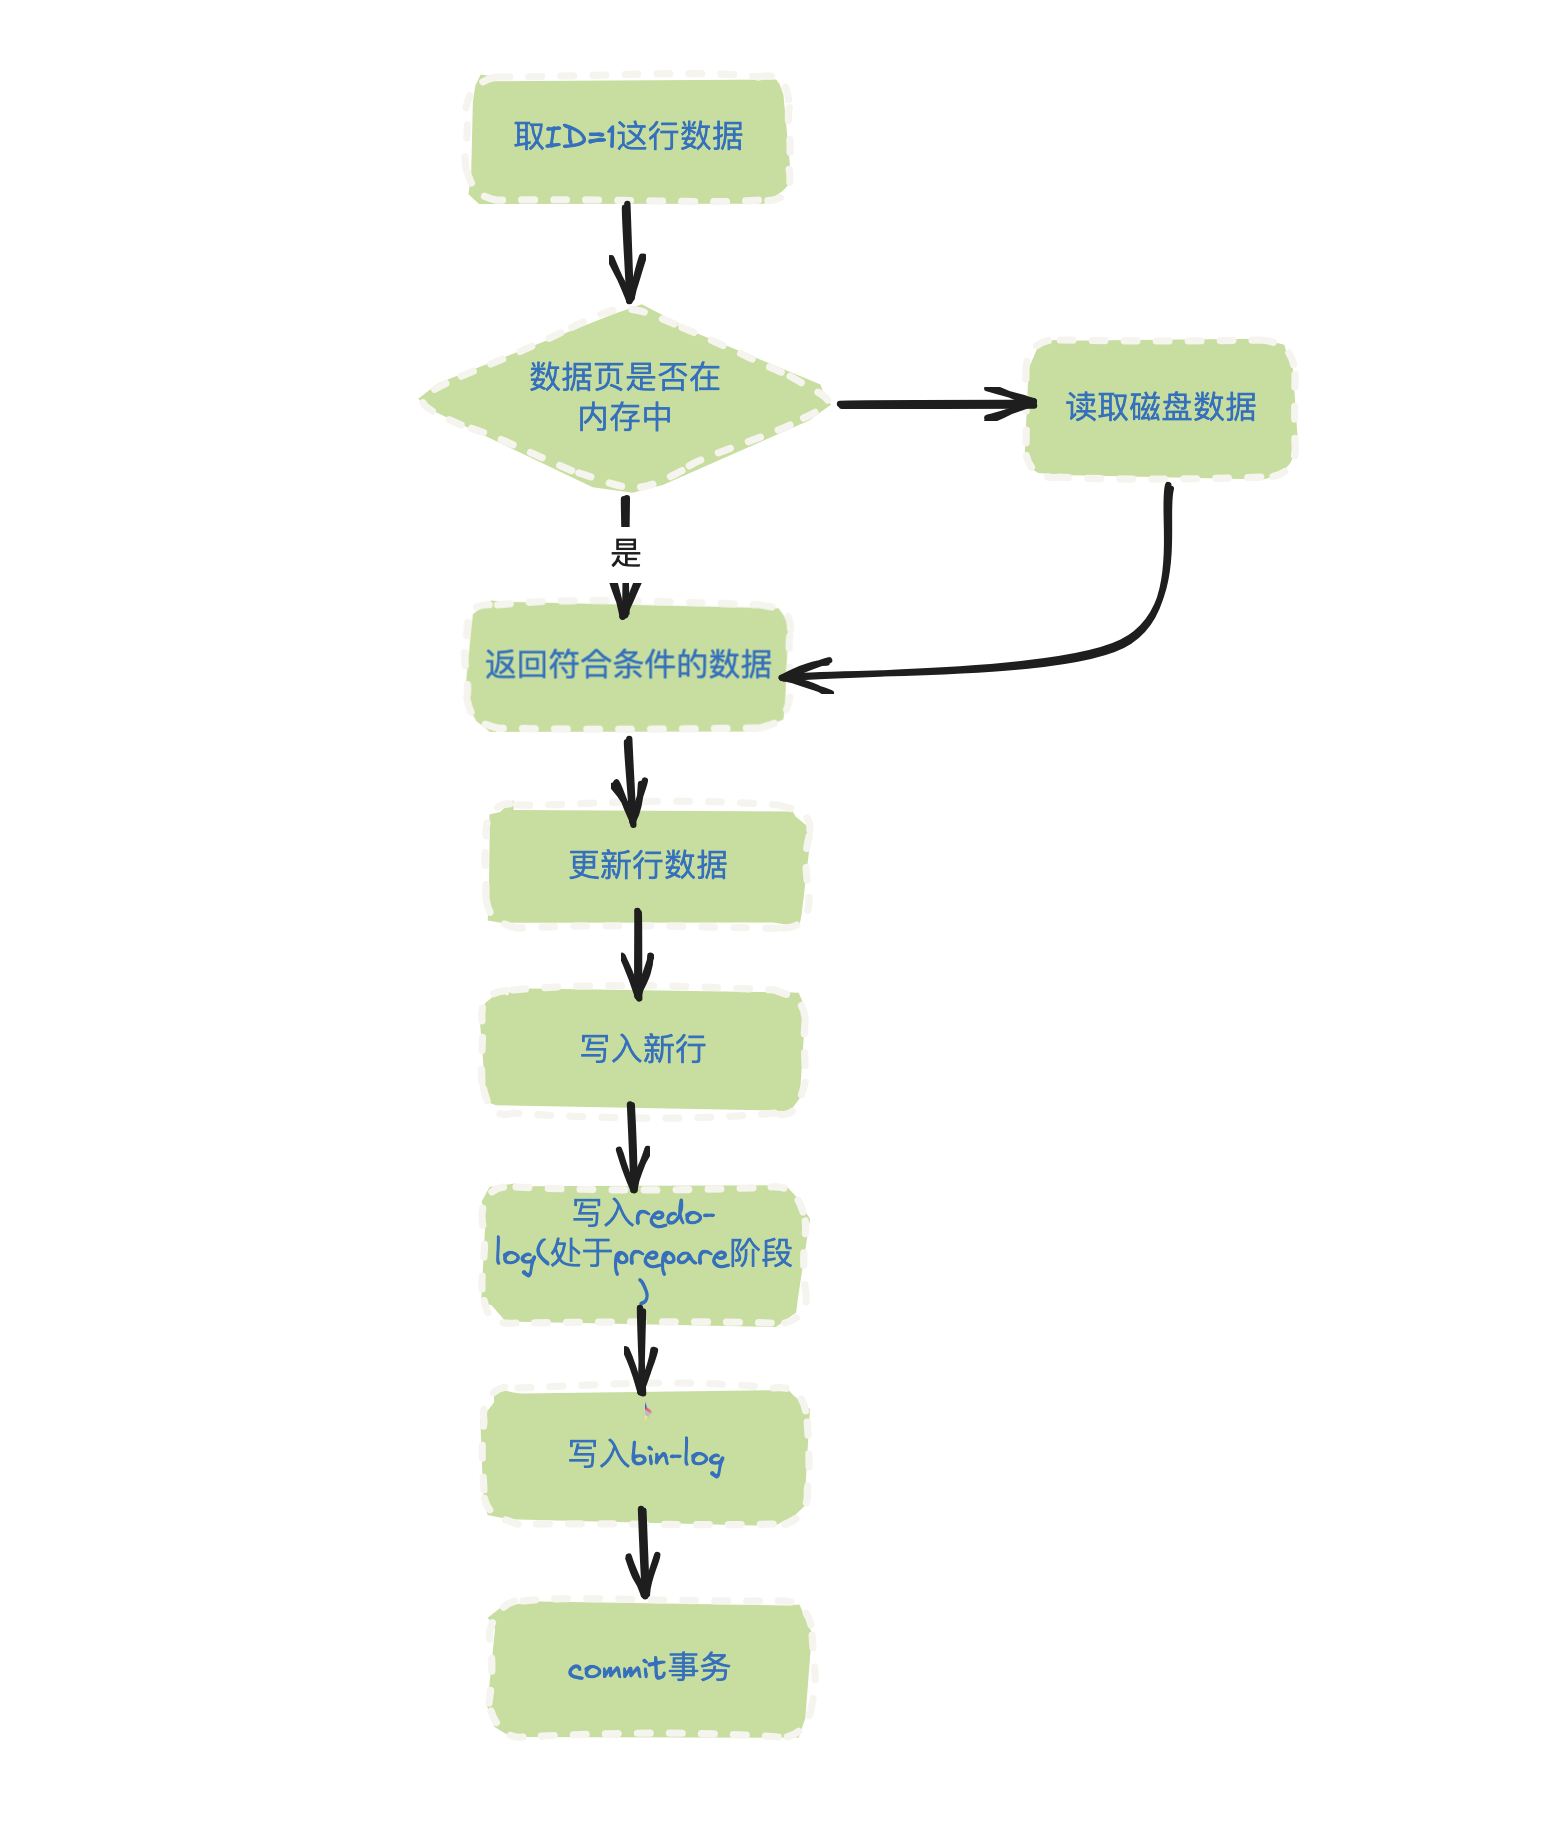 取ID=1这行数据
数据页是否在
内存中
读取磁盘数据
是
返回符合条件的数据
更新行数据
写入新行
写入redo-
log(处于prepare阶段
)
写入bin-log
commit事务